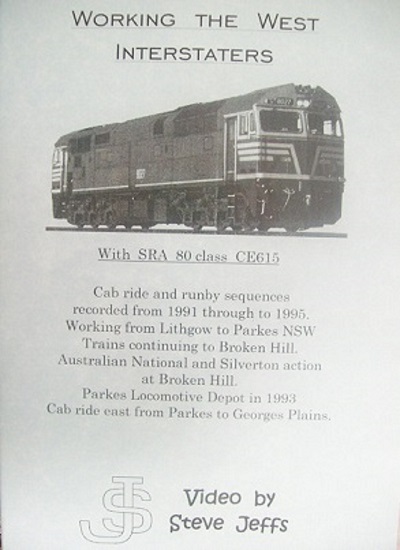 WORKING THE WEST
INTERSTATERS
With SRA 80 class CE615
Cab ride and runby sequences
recorded from 1991 through to 1995.
Working from Lithgow to Parkes NSW
Trains continuing to Broken Hill.
Australian National and Silverton action
at Broken Hill.
Parkes Locomotive Depot in 1993
Cab ride east from Parkes to Georges Plains.
JS
Video by
Steve Jeffs